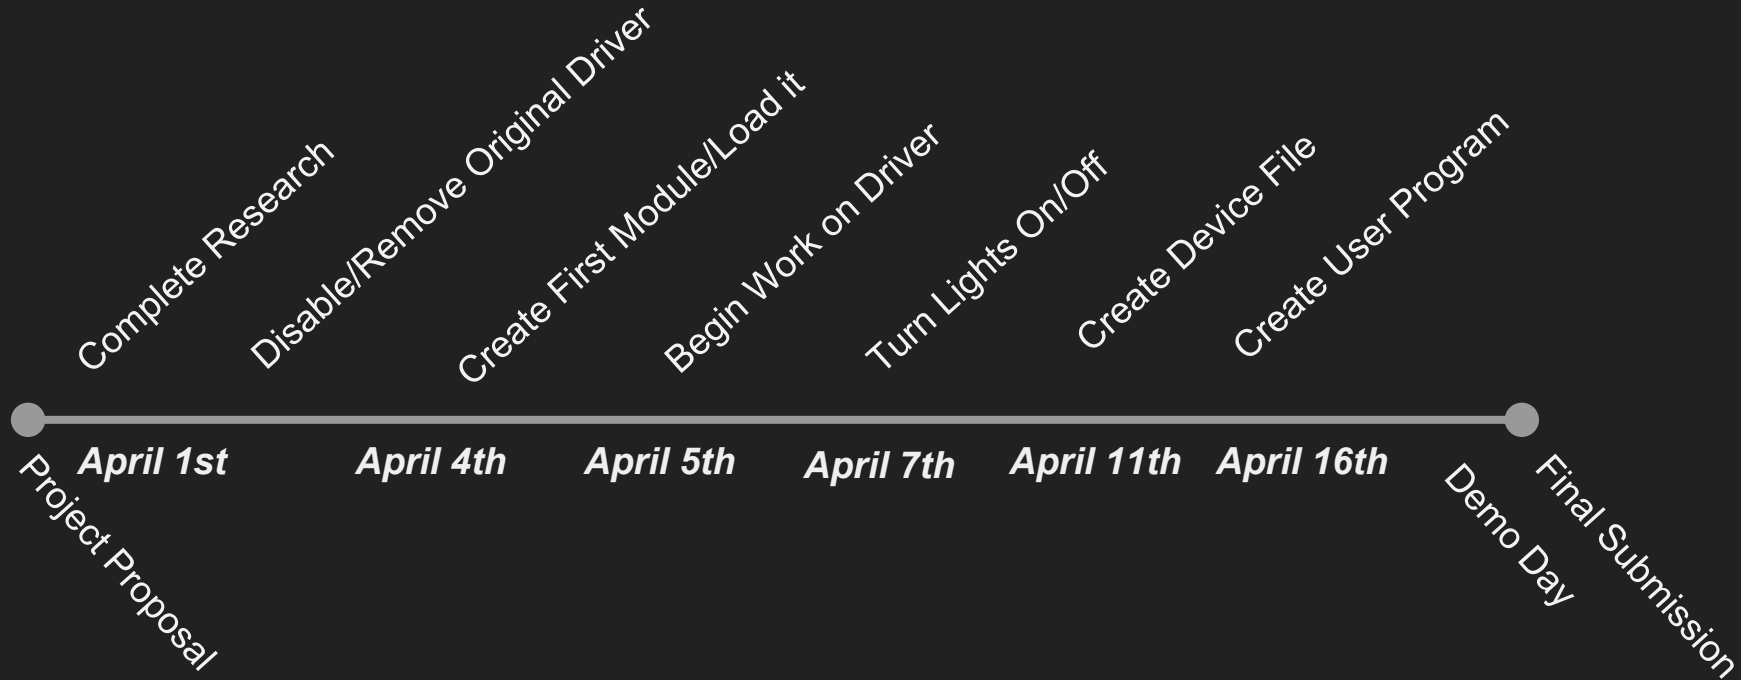 Complete Research
Disable/Remove Original Driver
Create First Module/Load it
Begin Work on Driver
Turn Lights On/Off
Create Device File
Create User Program
April 1st
April 4th
April 5th
April 7th
April 11th
April 16th
Project Proposal
Demo Day
Final Submission